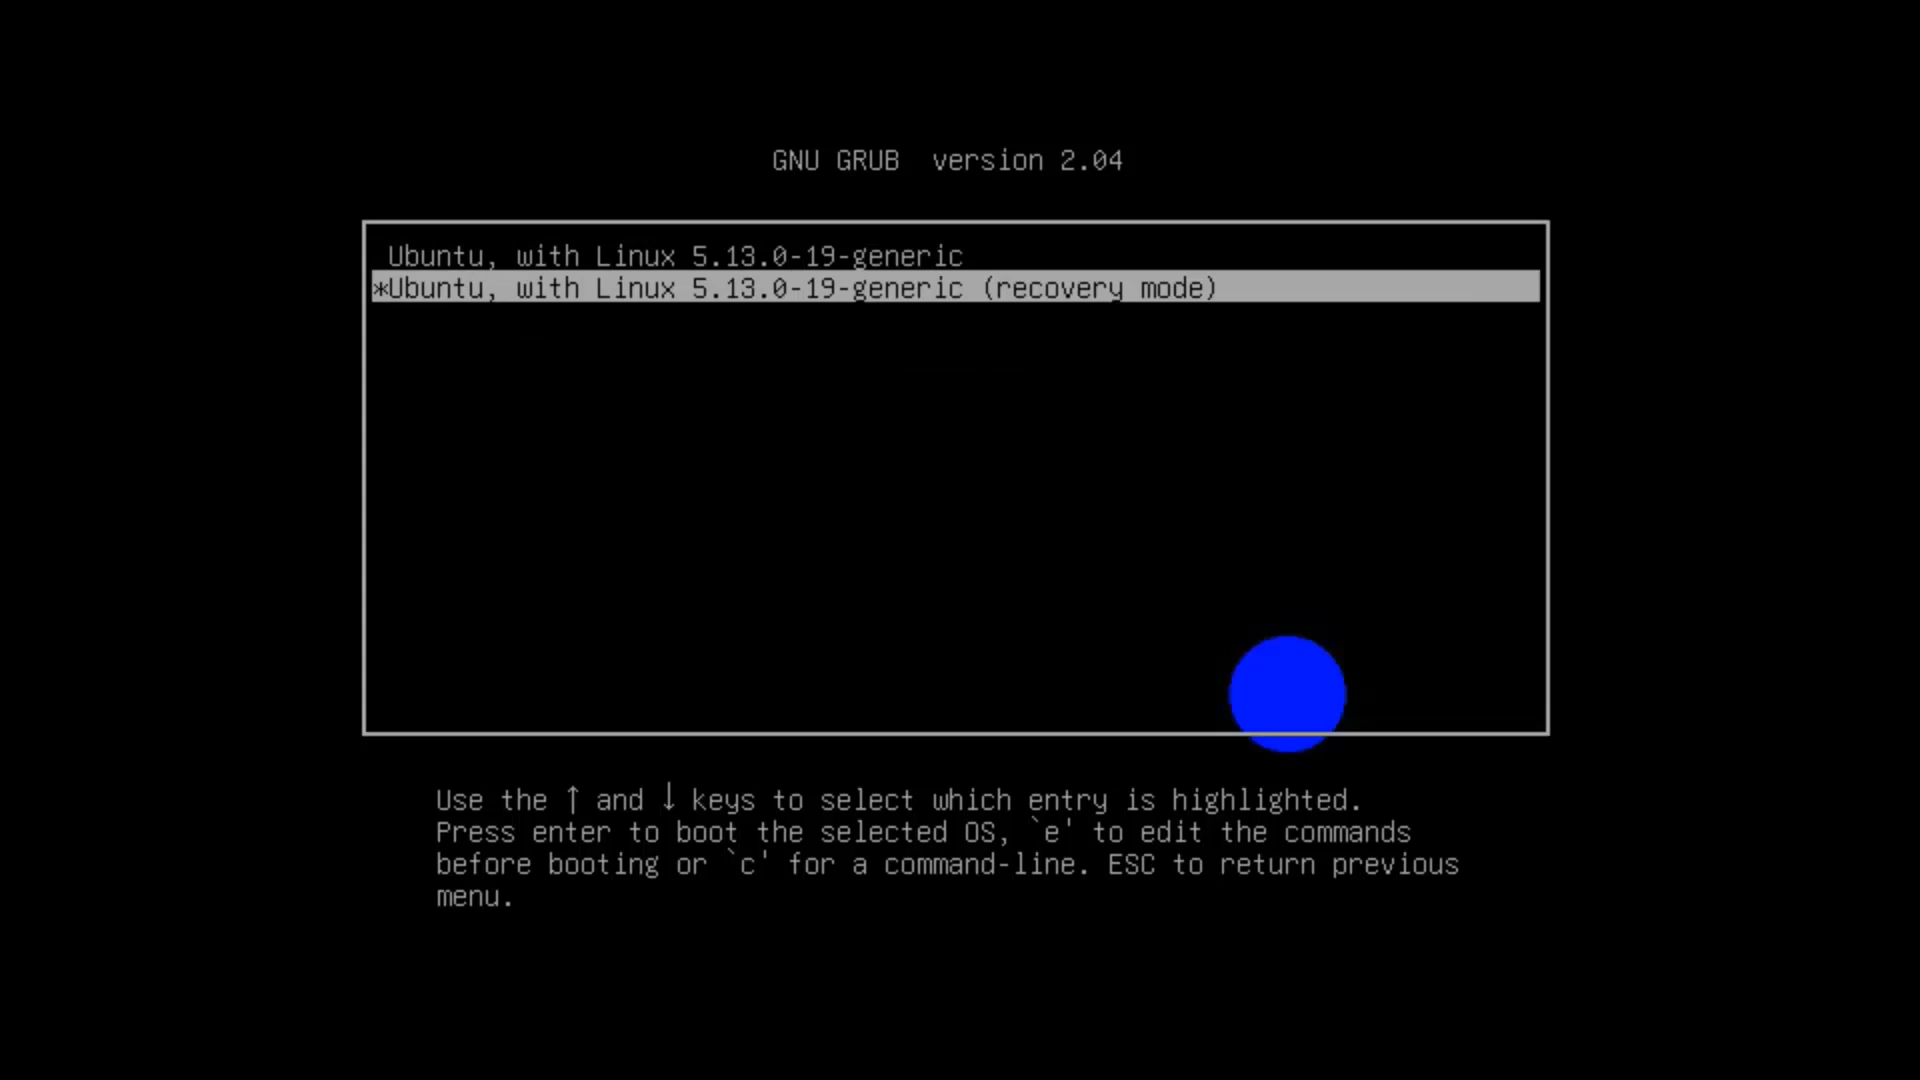 GNU GRUB  version 2.04
Ubuntu, with Linux 5.13.0-19-generic
*Ubuntu, with Linux 5.13.0-19-generic (recovery mode)
Use the ↑ and ↓ keys to select which entry is highlighted.
Press enter to boot the selected OS, `e' to edit the commands
before booting or `c' for a command-line. ESC to return previous
menu.